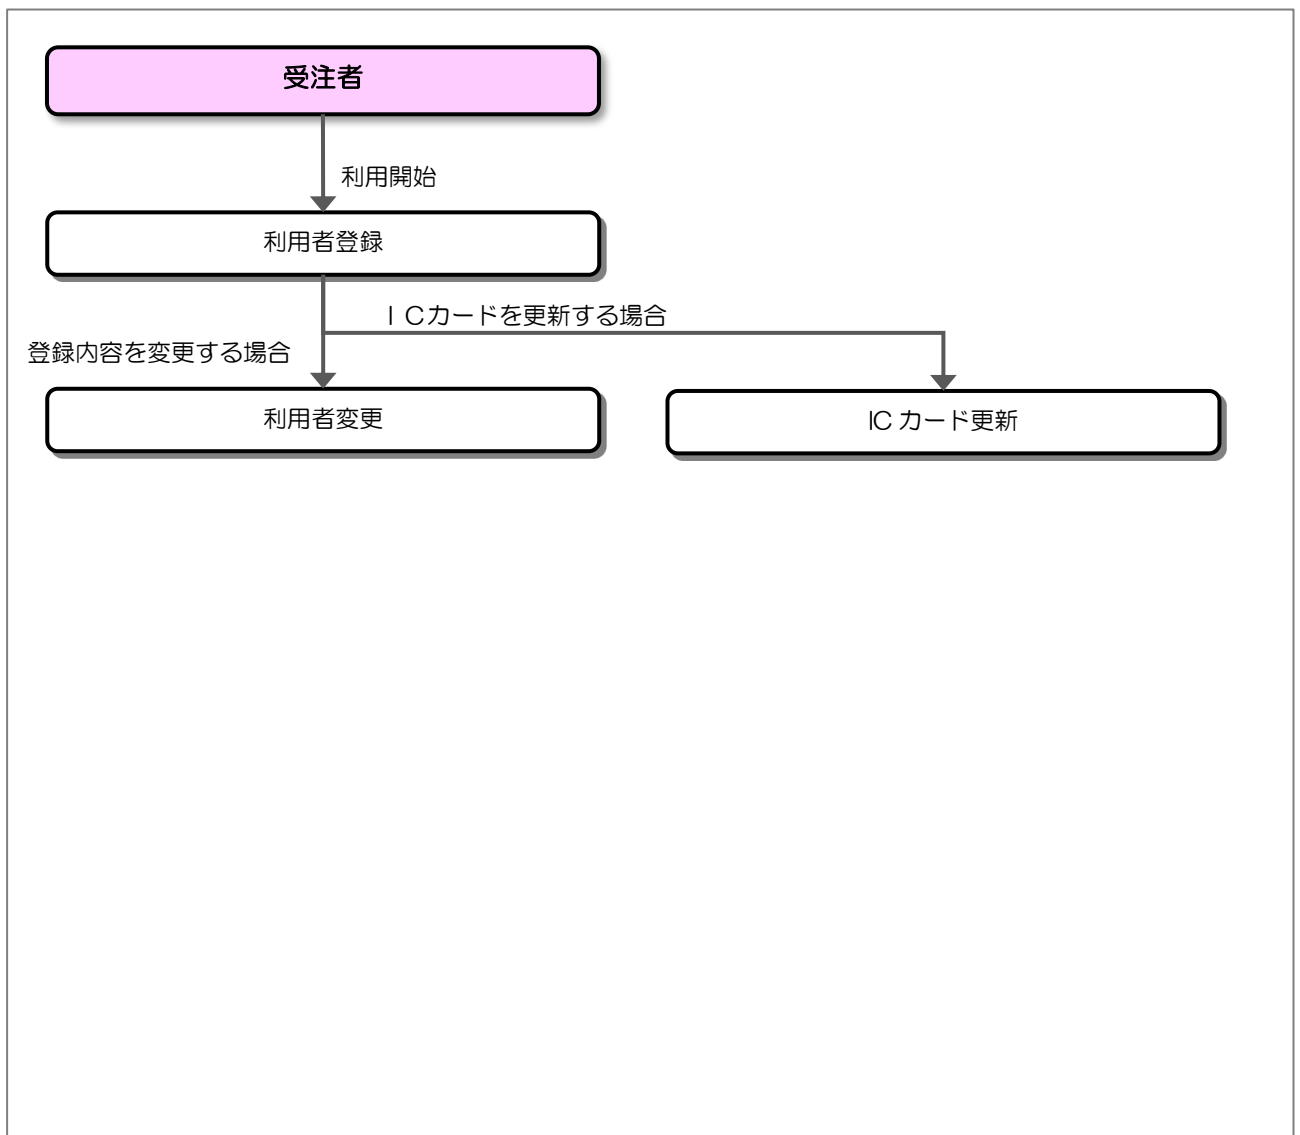 受注者
利用開始
利用者登録
ＩＣカードを更新する場合
登録内容を変更する場合
利用者変更
IC カード更新